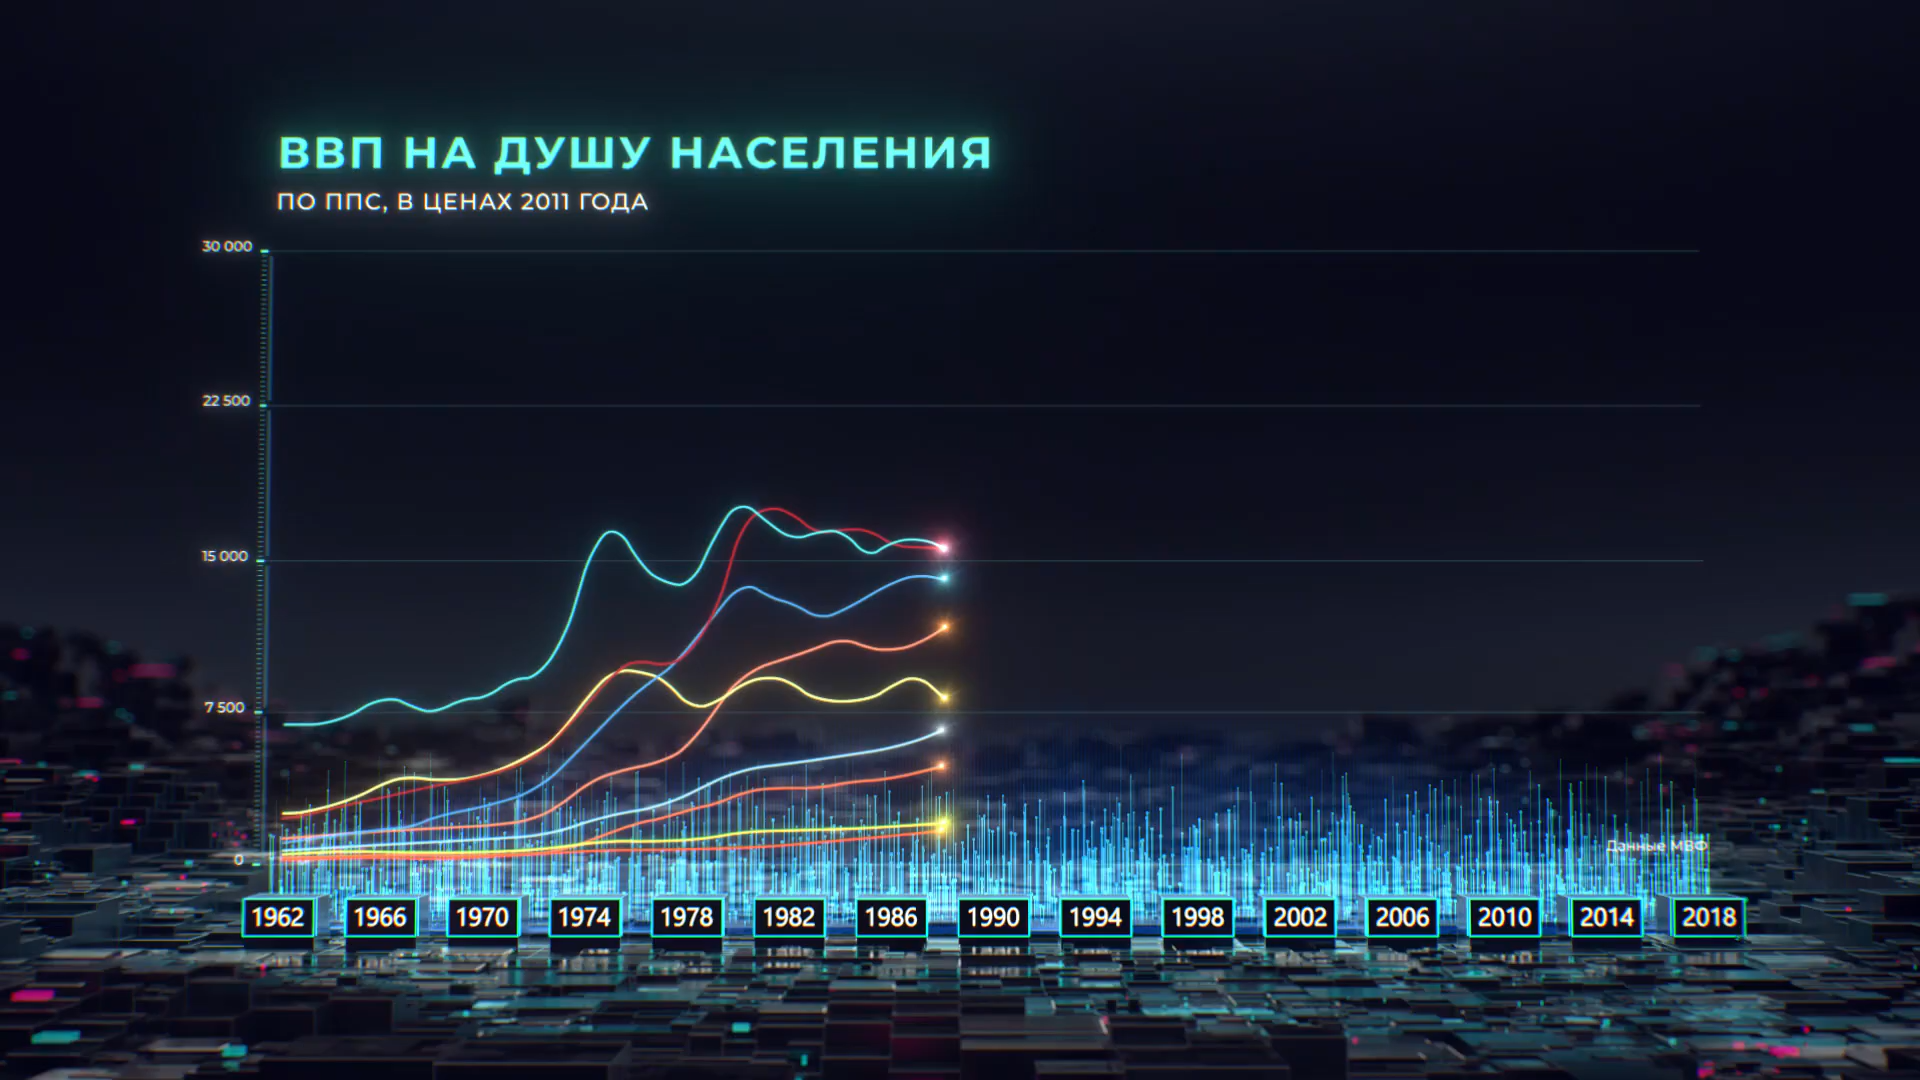 ВВП НА ДУШУ НАСЕЛЕНИЯ
ПО ППС, В ЦЕНАХ 2011 ГОДА
30 000
22 500
15 000
7 500
0
Данные МВФ
1962 1966 1970 1974 1978 1982 1986 1990 1994 1998 2002 2006 2010 2014 2018